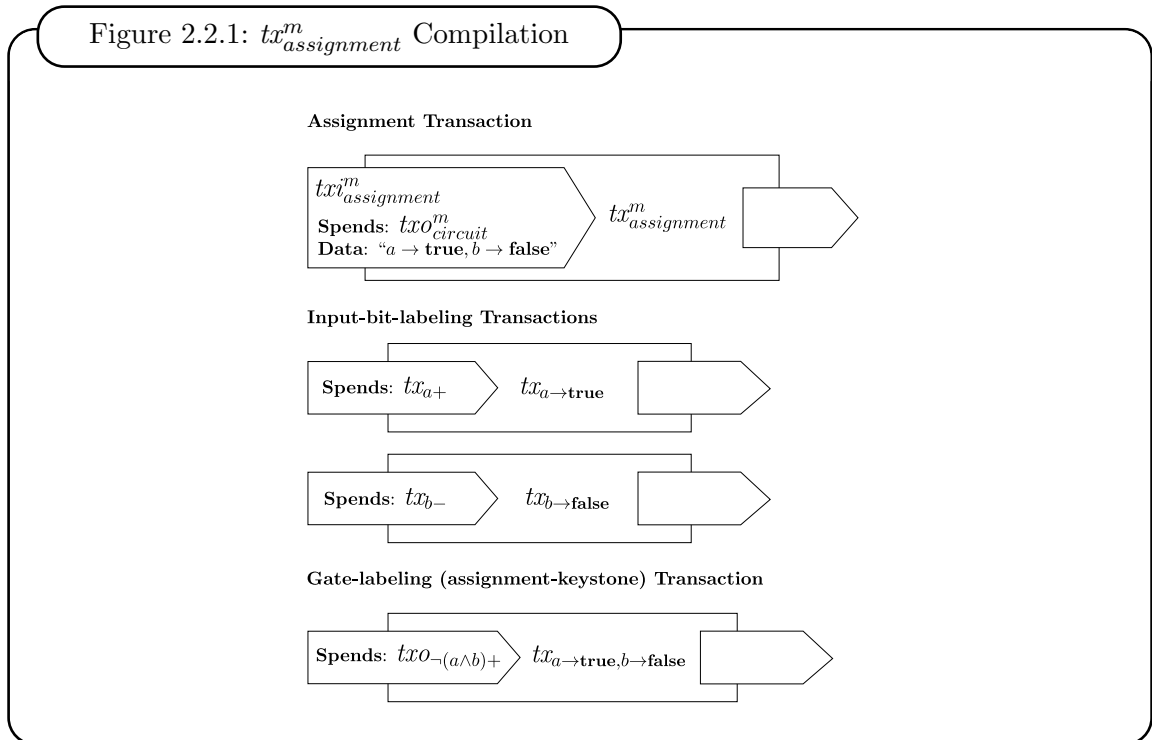 Figure 2.2.1: tx^m_assignment Compilation
Assignment Transaction
txi^m_assignment
Spends: txo^m_circuit
Data: “a → true, b → false”
tx^m_assignment
Input-bit-labeling Transactions
Spends: tx_a+
tx_a→true
Spends: tx_b−
tx_b→false
Gate-labeling (assignment-keystone) Transaction
Spends: txo_¬(a∧b)+
tx_a→true,b→false